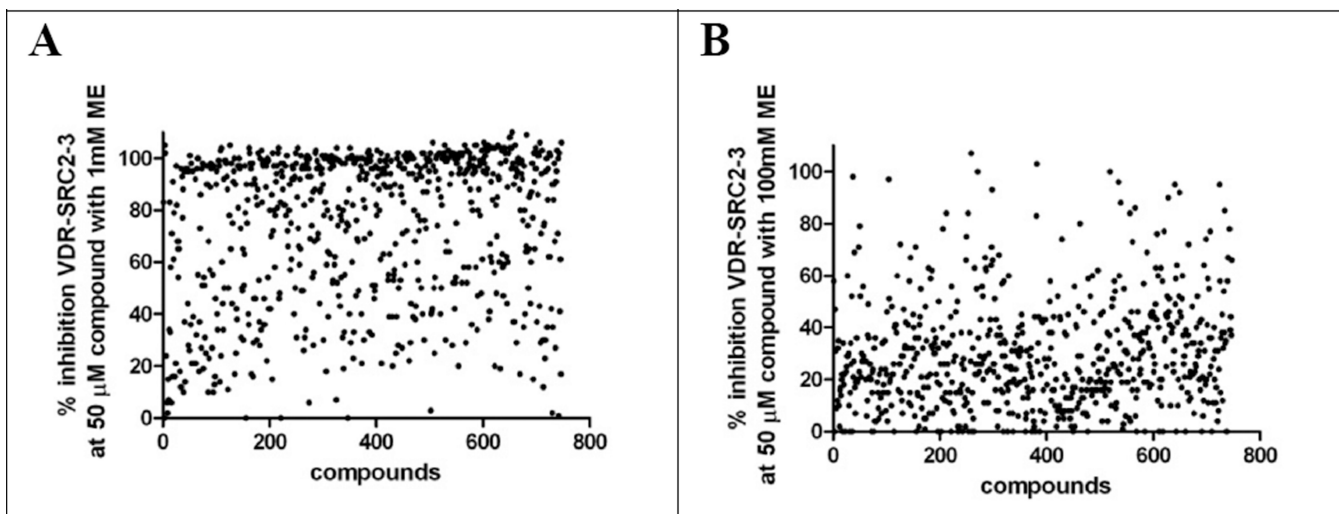 A
% inhibition VDR-SRC2-3
at 50 µM compound with 1mM ME
100
80
60
40
20
0
0 200 400 600 800
compounds
B
% inhibition VDR-SRC2-3
at 50 µM compound with 100mM ME
100
80
60
40
20
0
0 200 400 600 800
compounds